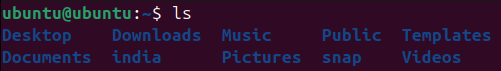 ubuntu@ubuntu:~$ ls
Desktop Downloads Music Public Templates
Documents india Pictures snap Videos